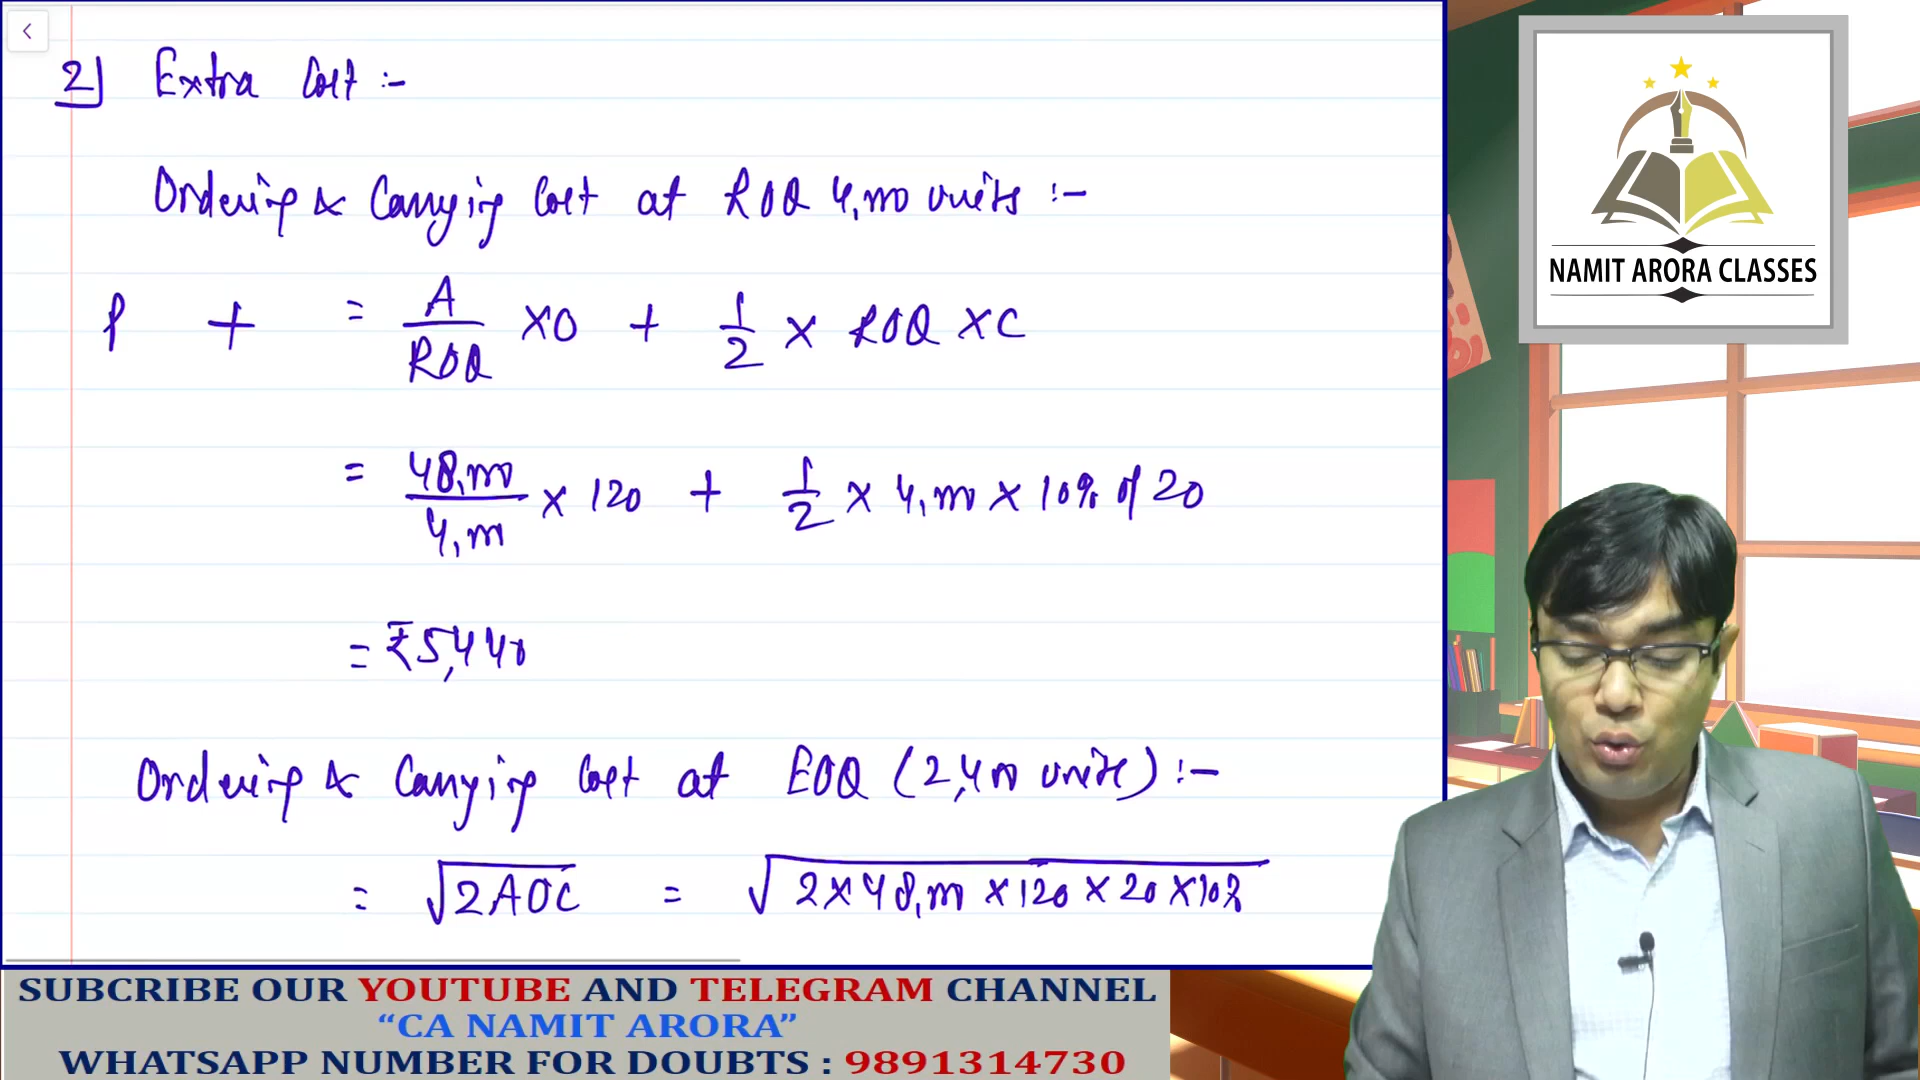 2) Extra Cost :-
Ordering & Carrying Cost at ROQ 4,000 units :-
P + = A/ROQ × O + 1/2 × ROQ × C
= 48,000/4,000 × 120 + 1/2 × 4,000 × 10% of 20
= ₹5,440
Ordering & Carrying Cost at EOQ (2,400 units) :-
= √2AOC = √2 × 48,000 × 120 × 20 × 10%
NAMIT ARORA CLASSES
SUBCRIBE OUR YOUTUBE AND TELEGRAM CHANNEL
“CA NAMIT ARORA”
WHATSAPP NUMBER FOR DOUBTS : 9891314730